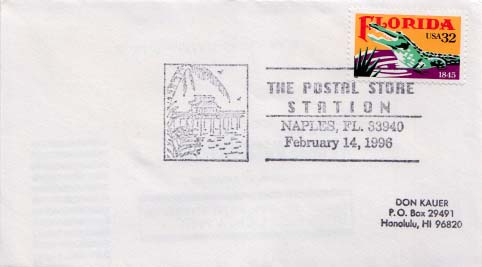 FLORIDA
USA32
1845
THE POSTAL STORE
STATION
NAPLES, FL. 33940
February 14, 1996
DON KAUER
P.O. Box 29491
Honolulu, HI 96820